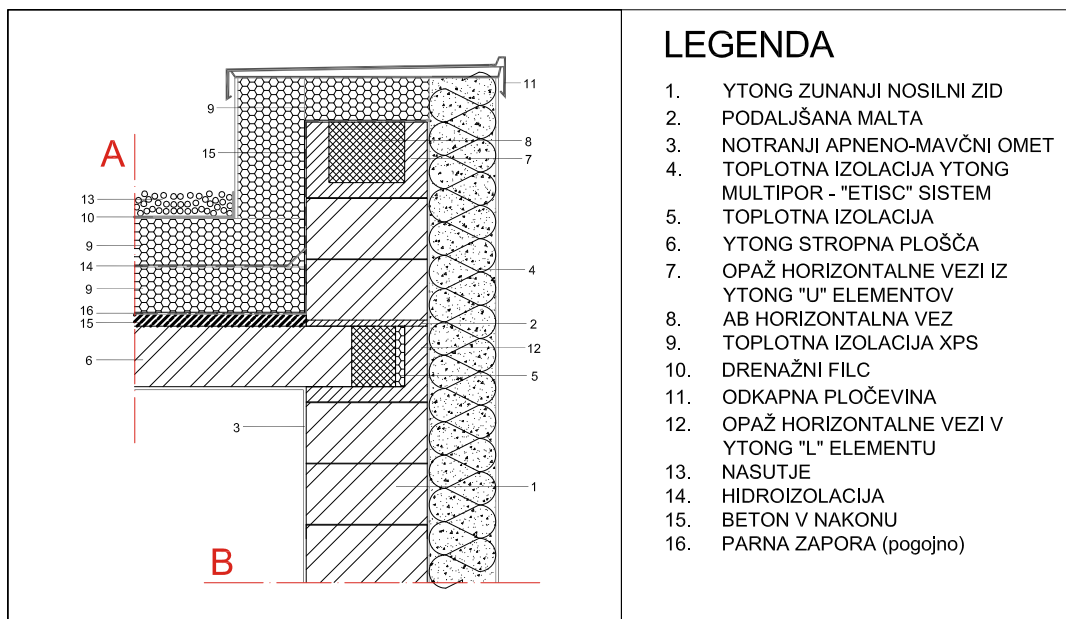 LEGENDA
1. YTONG ZUNANJI NOSILNI ZID
2. PODALJŠANA MALTA
3. NOTRANJI APNENO-MAVČNI OMET
4. TOPLOTNA IZOLACIJA YTONG
MULTIPOR - "ETISC" SISTEM
5. TOPLOTNA IZOLACIJA
6. YTONG STROPNA PLOŠČA
7. OPAŽ HORIZONTALNE VEZI IZ
YTONG "U" ELEMENTOV
8. AB HORIZONTALNA VEZ
9. TOPLOTNA IZOLACIJA XPS
10. DRENAŽNI FILC
11. ODKAPNA PLOČEVINA
12. OPAŽ HORIZONTALNE VEZI V
YTONG "L" ELEMENTU
13. NASUTJE
14. HIDROIZOLACIJA
15. BETON V NAKONU
16. PARNA ZAPORA (pogojno)
A
B
9
15
13
10
9
14
9
16
15
6
3
11
8
7
4
2
12
5
1